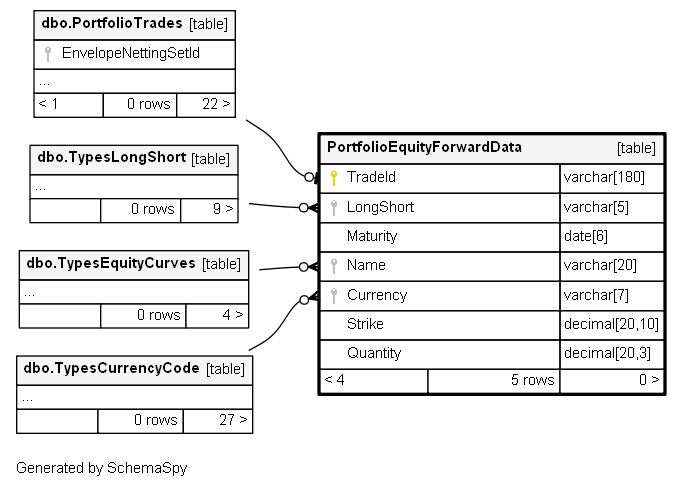 dbo.PortfolioTrades [table]
EnvelopeNettingSetId
...
< 1 0 rows 22 >
dbo.TypesLongShort [table]
...
0 rows 9 >
dbo.TypesEquityCurves [table]
...
0 rows 4 >
dbo.TypesCurrencyCode [table]
...
0 rows 27 >
PortfolioEquityForwardData [table]
TradeId varchar[180]
LongShort varchar[5]
Maturity date[6]
Name varchar[20]
Currency varchar[7]
Strike decimal[20,10]
Quantity decimal[20,3]
< 4 5 rows 0 >
Generated by SchemaSpy